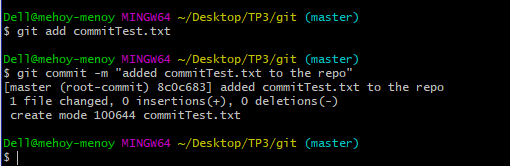 Dell@mehoy-menoy MINGW64 ~/Desktop/TP3/git (master)
$ git add commitTest.txt
Dell@mehoy-menoy MINGW64 ~/Desktop/TP3/git (master)
$ git commit -m "added commitTest.txt to the repo"
[master (root-commit) 8c0c683] added commitTest.txt to the repo
1 file changed, 0 insertions(+), 0 deletions(-)
create mode 100644 commitTest.txt
Dell@mehoy-menoy MINGW64 ~/Desktop/TP3/git (master)
$